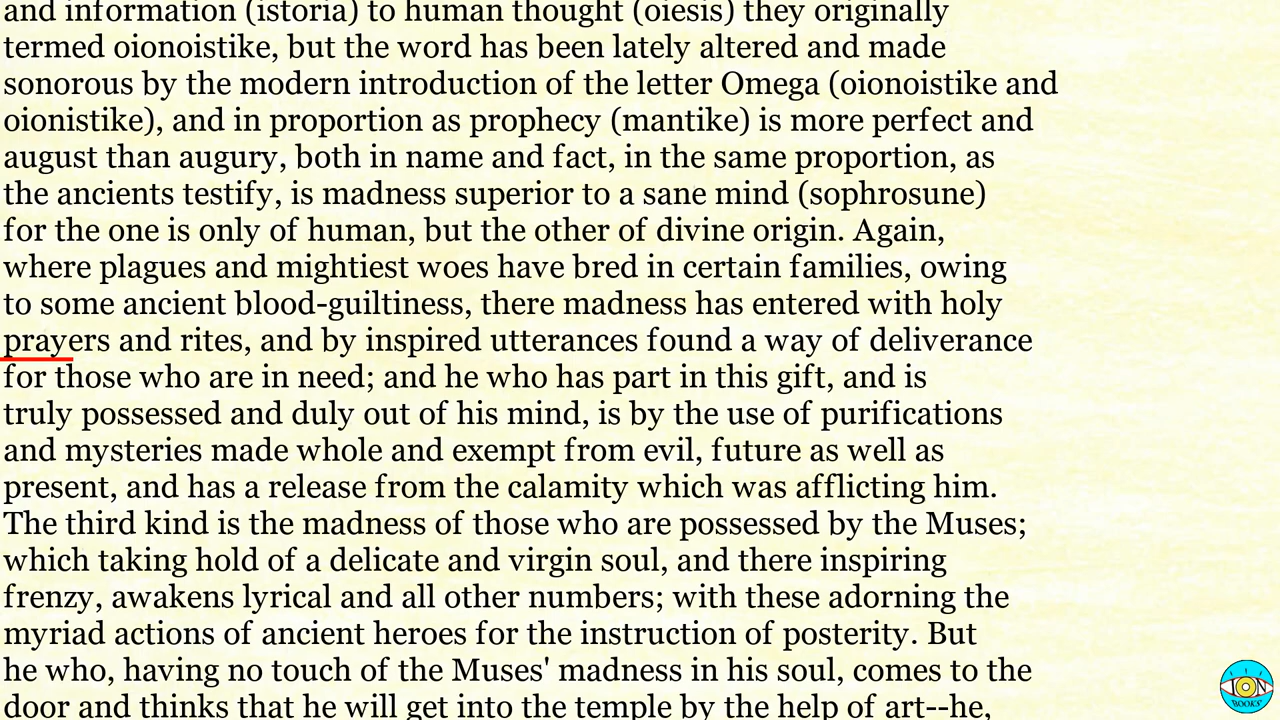 and information (istoria) to human thought (oiesis) they originally
termed oionoistike, but the word has been lately altered and made
sonorous by the modern introduction of the letter Omega (oionoistike and
oionistike), and in proportion as prophecy (mantike) is more perfect and
august than augury, both in name and fact, in the same proportion, as
the ancients testify, is madness superior to a sane mind (sophrosune)
for the one is only of human, but the other of divine origin. Again,
where plagues and mightiest woes have bred in certain families, owing
to some ancient blood-guiltiness, there madness has entered with holy
prayers and rites, and by inspired utterances found a way of deliverance
for those who are in need; and he who has part in this gift, and is
truly possessed and duly out of his mind, is by the use of purifications
and mysteries made whole and exempt from evil, future as well as
present, and has a release from the calamity which was afflicting him.
The third kind is the madness of those who are possessed by the Muses;
which taking hold of a delicate and virgin soul, and there inspiring
frenzy, awakens lyrical and all other numbers; with these adorning the
myriad actions of ancient heroes for the instruction of posterity. But
he who, having no touch of the Muses' madness in his soul, comes to the
door and thinks that he will get into the temple by the help of art--he,
ION
BOOKS